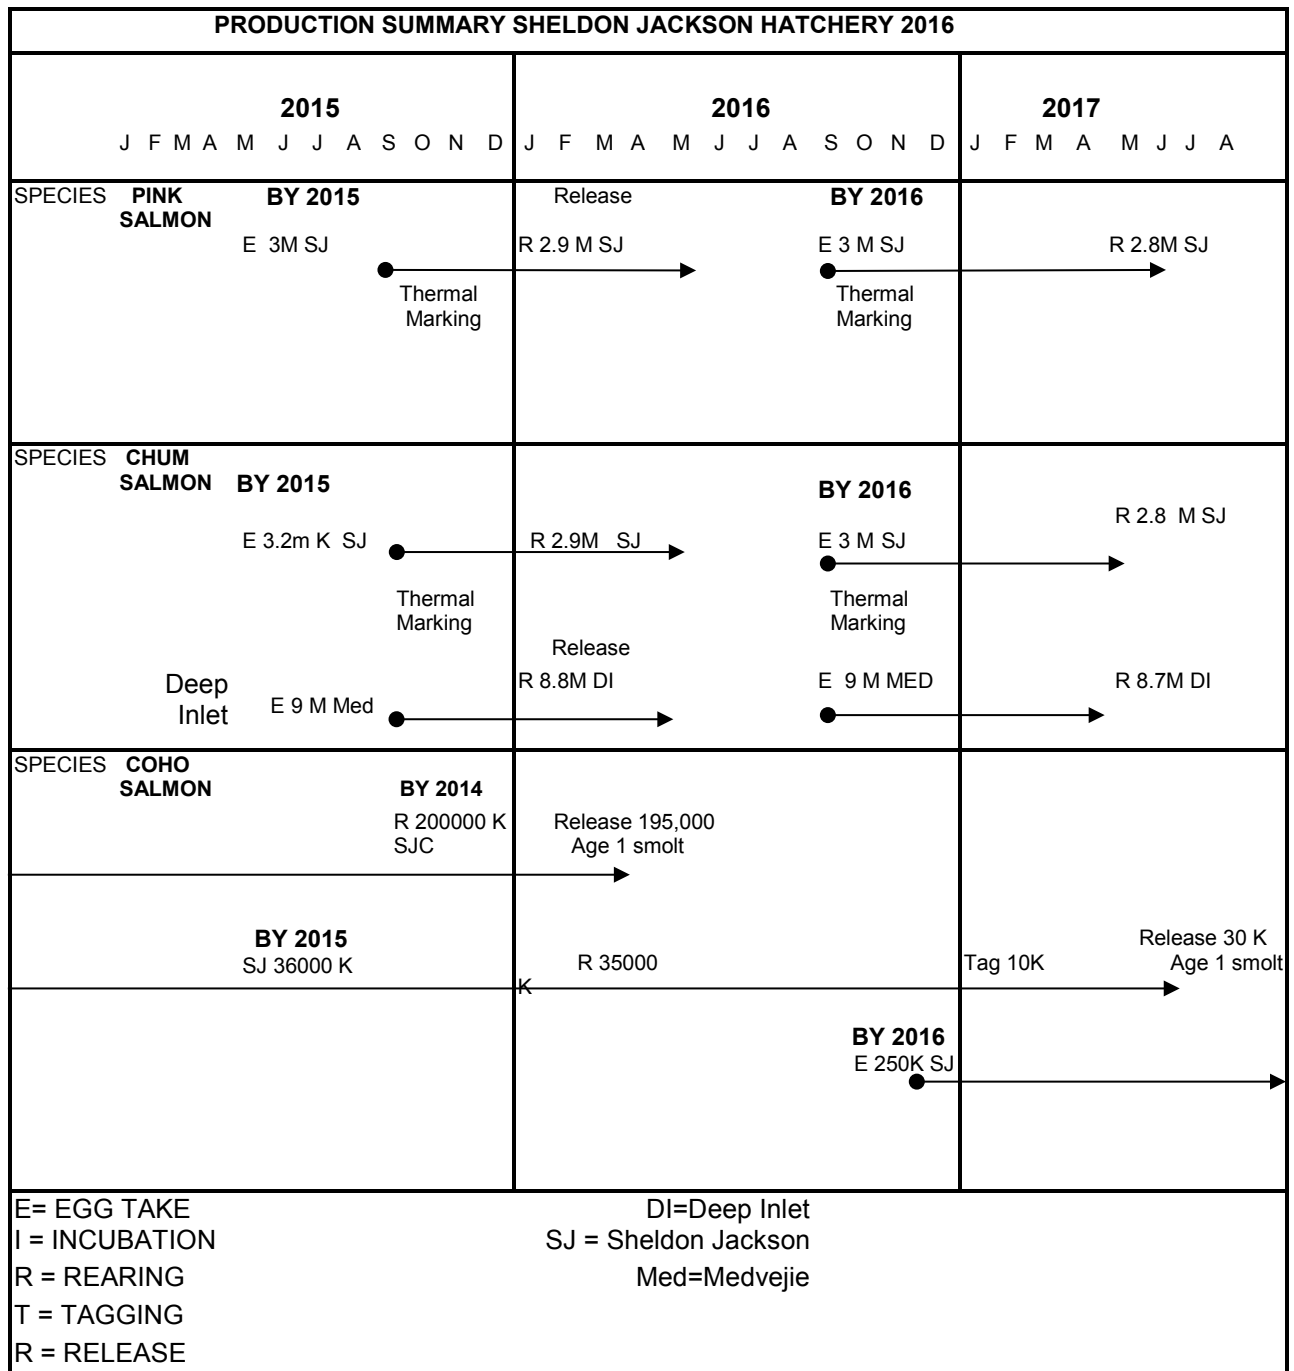 PRODUCTION SUMMARY SHELDON JACKSON HATCHERY 2016
2015 2016 2017
J F M A M J J A S O N D J F M A M J J A S O N D J F M A M J J A
SPECIES PINK BY 2015 Release BY 2016
SALMON
E 3M SJ R 2.9 M SJ E 3 M SJ R 2.8M SJ
Thermal Thermal
Marking Marking
SPECIES CHUM
SALMON BY 2015 BY 2016
R 2.8 M SJ
E 3.2m K SJ R 2.9M SJ E 3 M SJ
Thermal Thermal
Marking Marking
Release
Deep R 8.8M DI E 9 M MED R 8.7M DI
Inlet E 9 M Med
SPECIES COHO
SALMON BY 2014
R 200000 K Release 195,000
SJC Age 1 smolt
BY 2015 Release 30 K
SJ 36000 K R 35000 Tag 10K Age 1 smolt
K
BY 2016
E 250K SJ
E= EGG TAKE DI=Deep Inlet
I = INCUBATION SJ = Sheldon Jackson
R = REARING Med=Medvejie
T = TAGGING
R = RELEASE